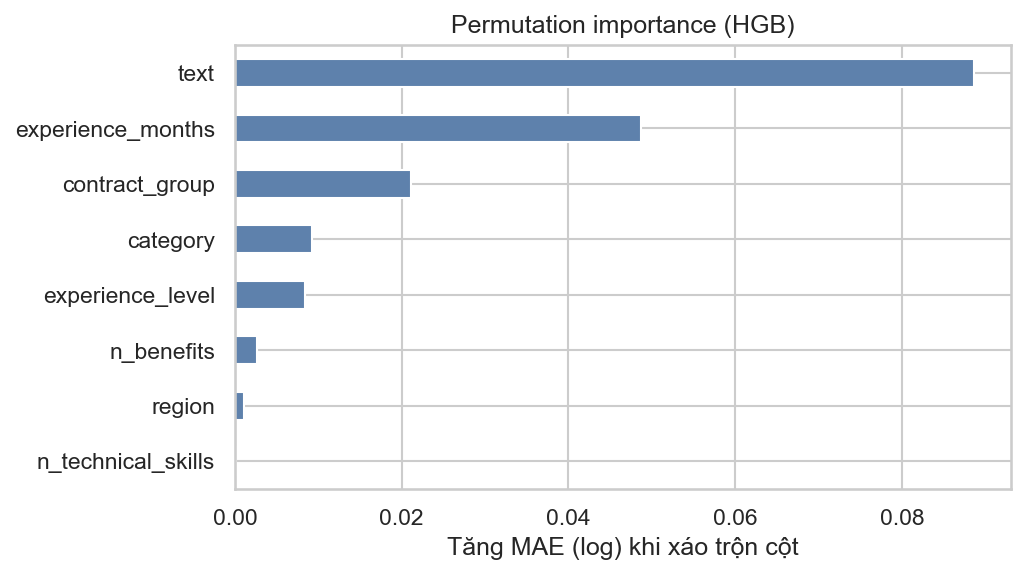 Permutation importance (HGB)
text
experience_months
contract_group
category
experience_level
n_benefits
region
n_technical_skills
0.00 0.02 0.04 0.06 0.08
Tăng MAE (log) khi xáo trộn cột